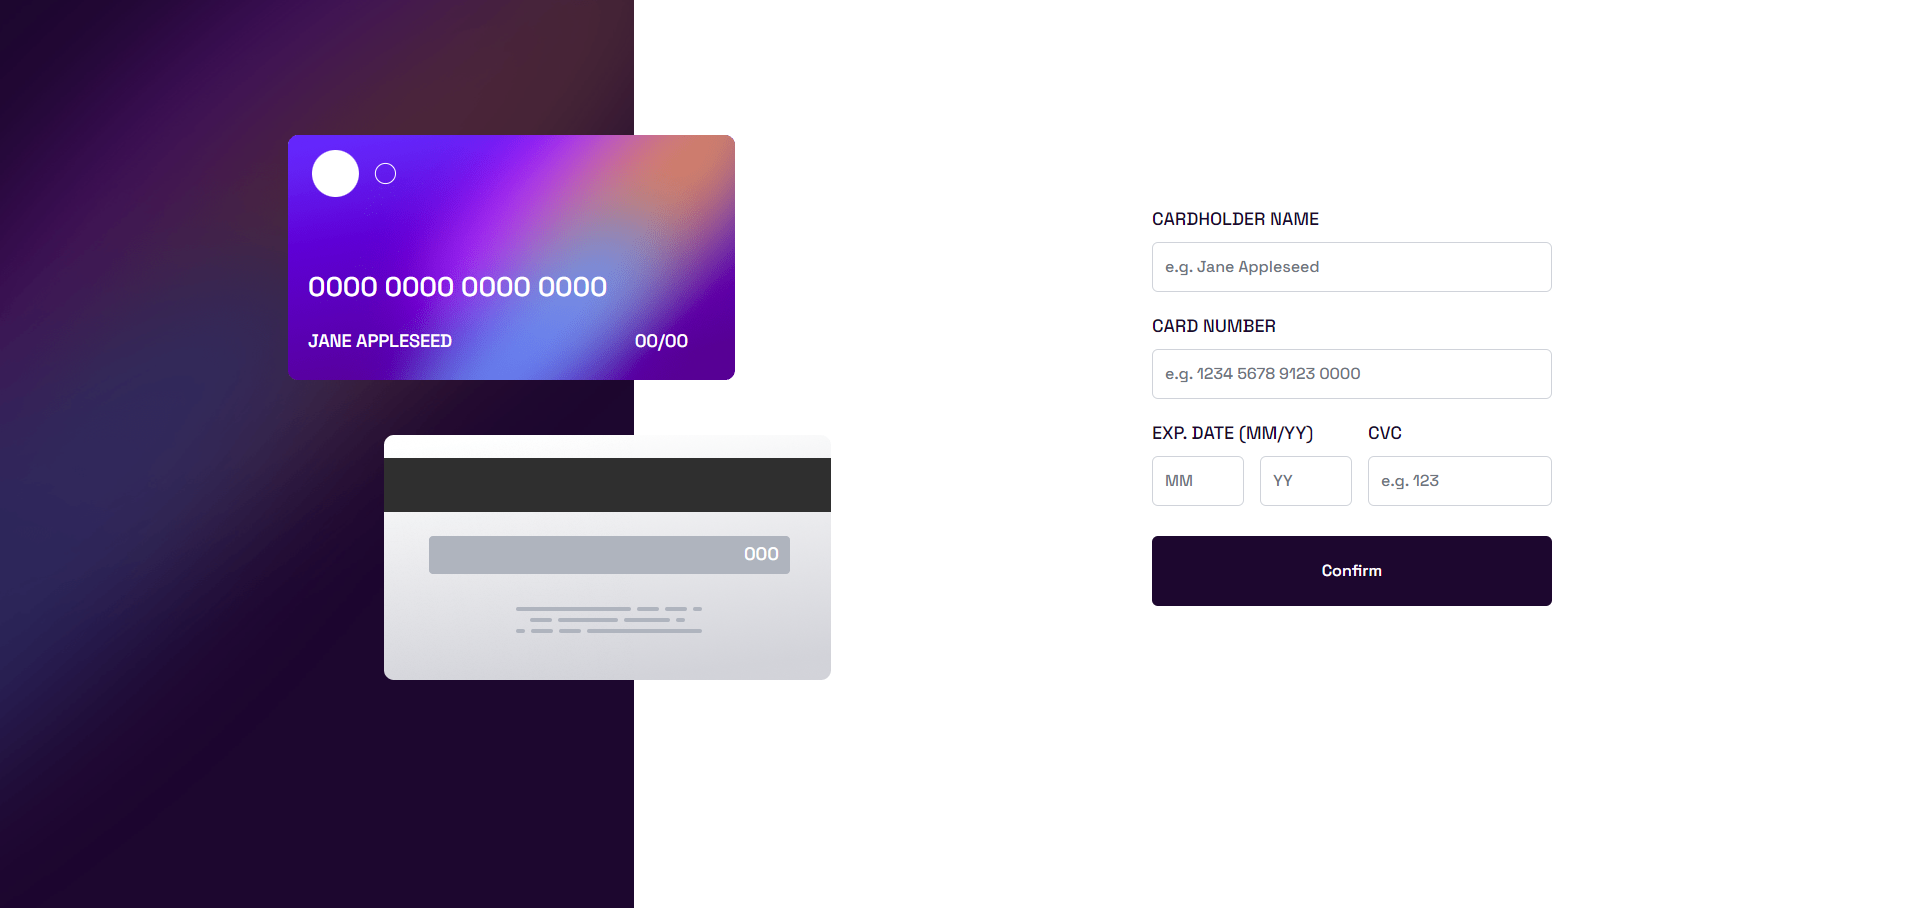 0000 0000 0000 0000
JANE APPLESEED 00/00
000
CARDHOLDER NAME
e.g. Jane Appleseed
CARD NUMBER
e.g. 1234 5678 9123 0000
EXP. DATE (MM/YY) CVC
MM YY e.g. 123
Confirm